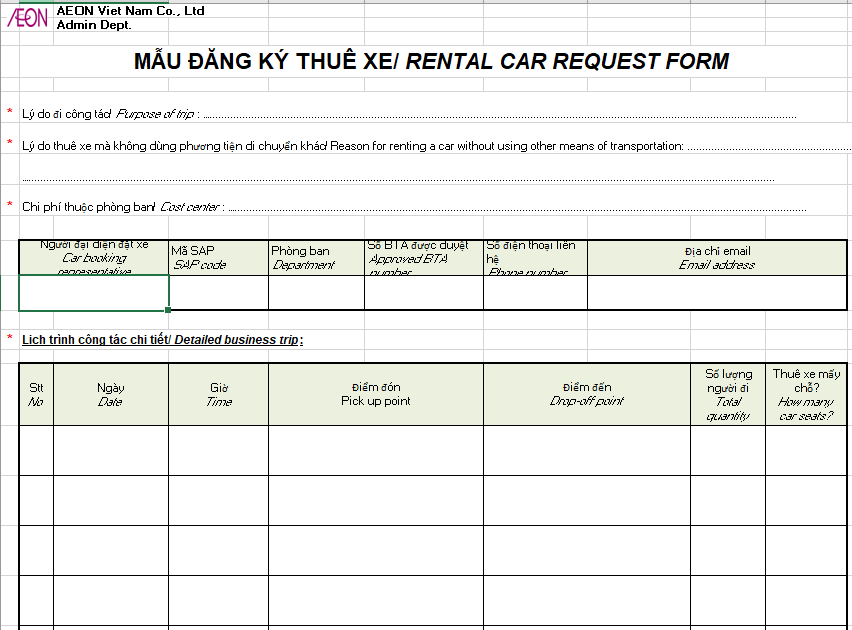 ÆON
AEON Viet Nam Co., Ltd
Admin Dept.
MẪU ĐĂNG KÝ THUÊ XE/ RENTAL CAR REQUEST FORM
* Lý do đi công tác/ Purpose of trip : ................................................................
* Lý do thuê xe mà không dùng phương tiện di chuyển khác/ Reason for renting a car without using other means of transportation: ................................
................................................................
* Chi phí thuộc phòng ban/ Cost center : ................................................................
Người đại diện đặt xe
Car booking
representative
Mã SAP
SAP code
Phòng ban
Department
Số BTA được duyệt
Approved BTA
number
Số điện thoại liên
hệ
Phone number
Địa chỉ email
Email address
* Lịch trình công tác chi tiết/ Detailed business trip:
Stt
No
Ngày
Date
Giờ
Time
Điểm đón
Pick up point
Điểm đến
Drop-off point
Số lượng
người đi
Total
quantity
Thuê xe mấy
chỗ?
How many
car seats?